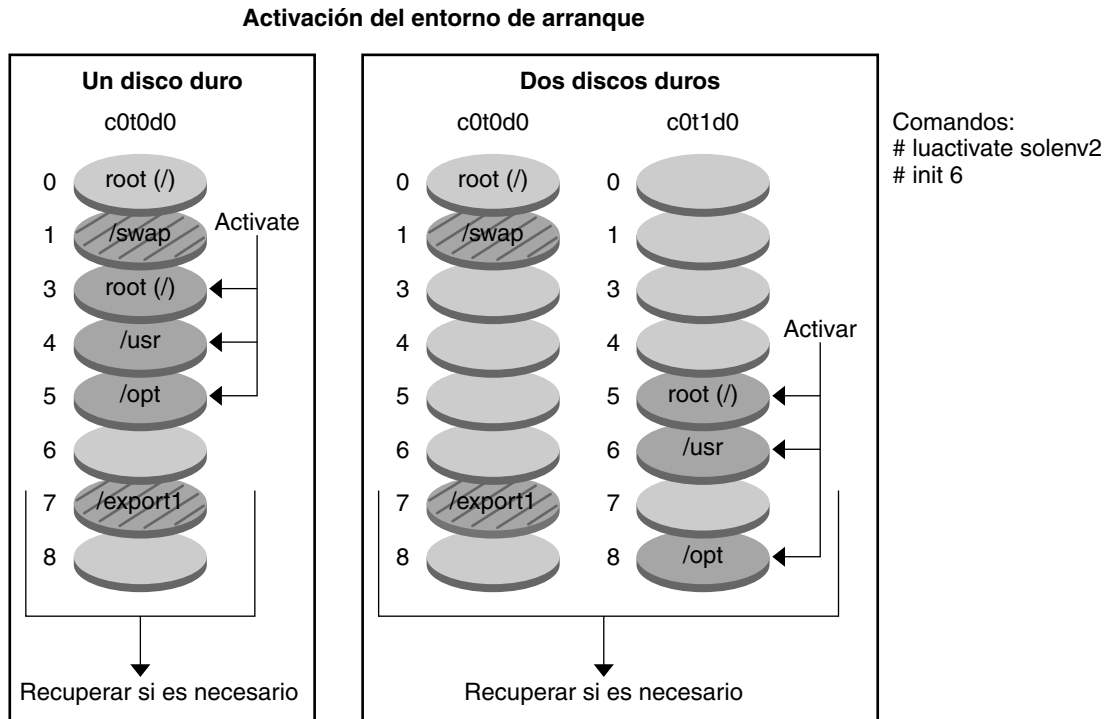 Activación del entorno de arranque
Un disco duro
c0t0d0
0 root (/)
1 /swap Activate
3 root (/)
4 /usr
5 /opt
6
7 /export1
8
Recuperar si es necesario
Dos discos duros
c0t0d0 c0t1d0
0 root (/) 0
1 /swap 1
3 3
4 4 Activar
5 5 root (/)
6 6 /usr
7 /export1 7
8 8 /opt
Recuperar si es necesario
Comandos:
# luactivate solenv2
# init 6